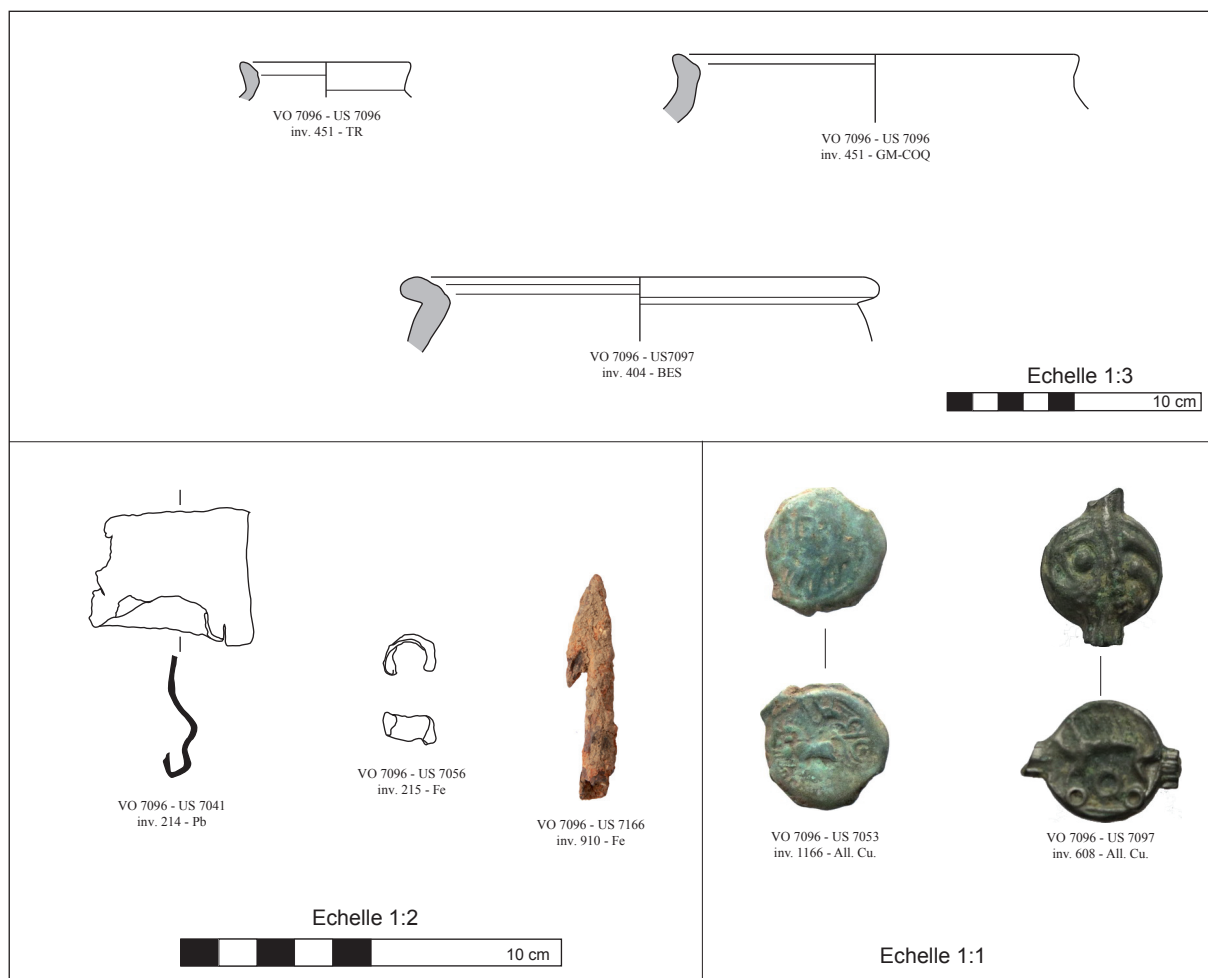 VO 7096 - US 7096
inv. 451 - TR
VO 7096 - US 7096
inv. 451 - GM-COQ
VO 7096 - US7097
inv. 404 - BES
Echelle 1:3
10 cm
VO 7096 - US 7041
inv. 214 - Pb
VO 7096 - US 7056
inv. 215 - Fe
VO 7096 - US 7166
inv. 910 - Fe
Echelle 1:2
10 cm
VO 7096 - US 7053
inv. 1166 - All. Cu.
VO 7096 - US 7097
inv. 608 - All. Cu.
Echelle 1:1